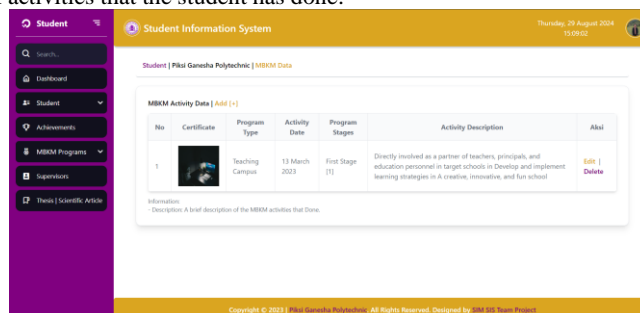 activities that the student has done.
Student
Student Information System
Thursday, 29 August 2024
15:09:02
Search...
Dashboard
Student
Achievements
MBKM Programs
Supervisors
Thesis | Scientific Article
Student | Piksi Ganesha Polytechnic | MBKM Data
MBKM Activity Data | Add [+]
No Certificate Program Type Activity Date Program Stages Activity Description Aksi
1 Teaching Campus 13 March 2023 First Stage [1]
Directly involved as a partner of teachers, principals, and
education personnel in target schools in Develop and implement
learning strategies in A creative, innovative, and fun school
Edit |
Delete
Information:
- Description: A brief description of the MBKM activities that Done.
Copyright © 2023 | Piksi Ganesha Polytechnic. All Rights Reserved. Designed by SIM SIS Team Project